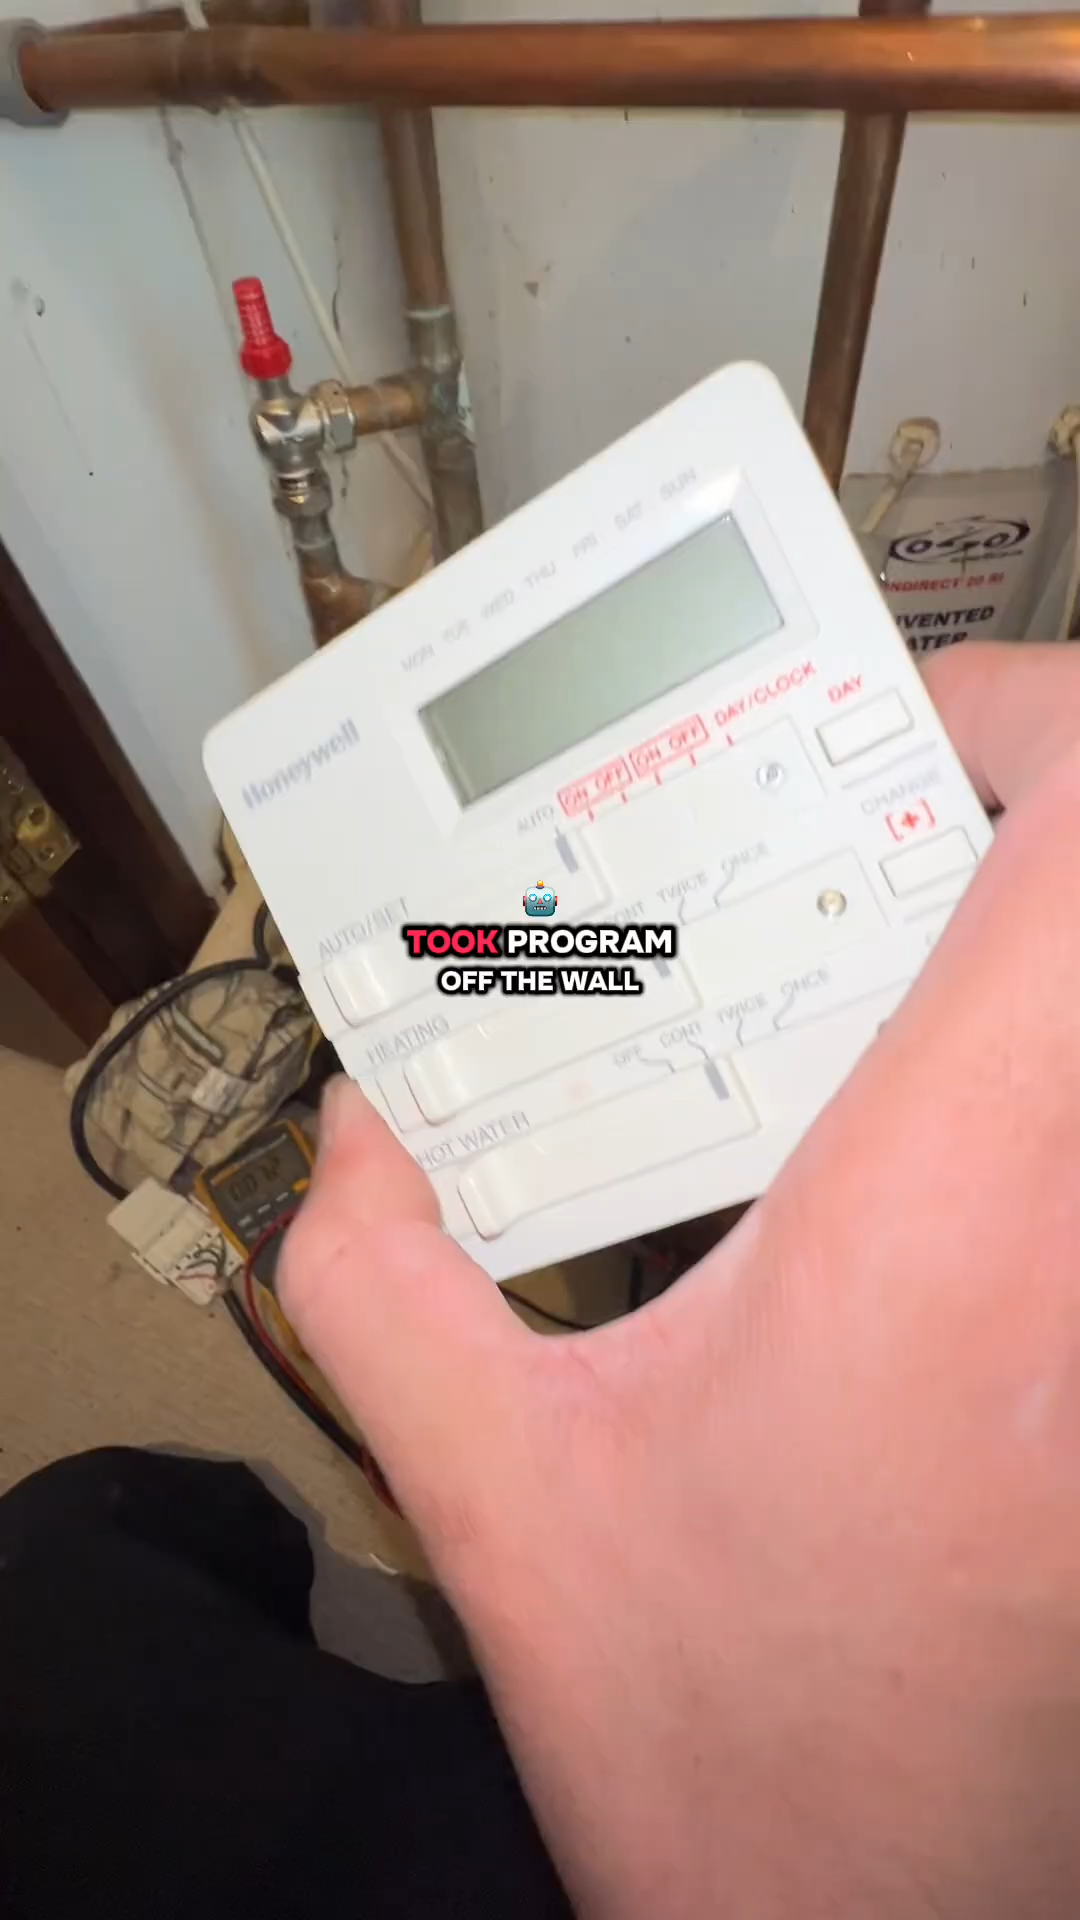 MON TUE WED THU FRI SAT SUN
Honeywell
AUTO ON OFF ON OFF DAY/CLOCK
DAY
CHANGE
[+]
AUTO/SET
CONT TWICE ONCE
HEATING
OFF CONT TWICE ONCE
HOT WATER
INDIRECT
TOOK PROGRAM
OFF THE WALL